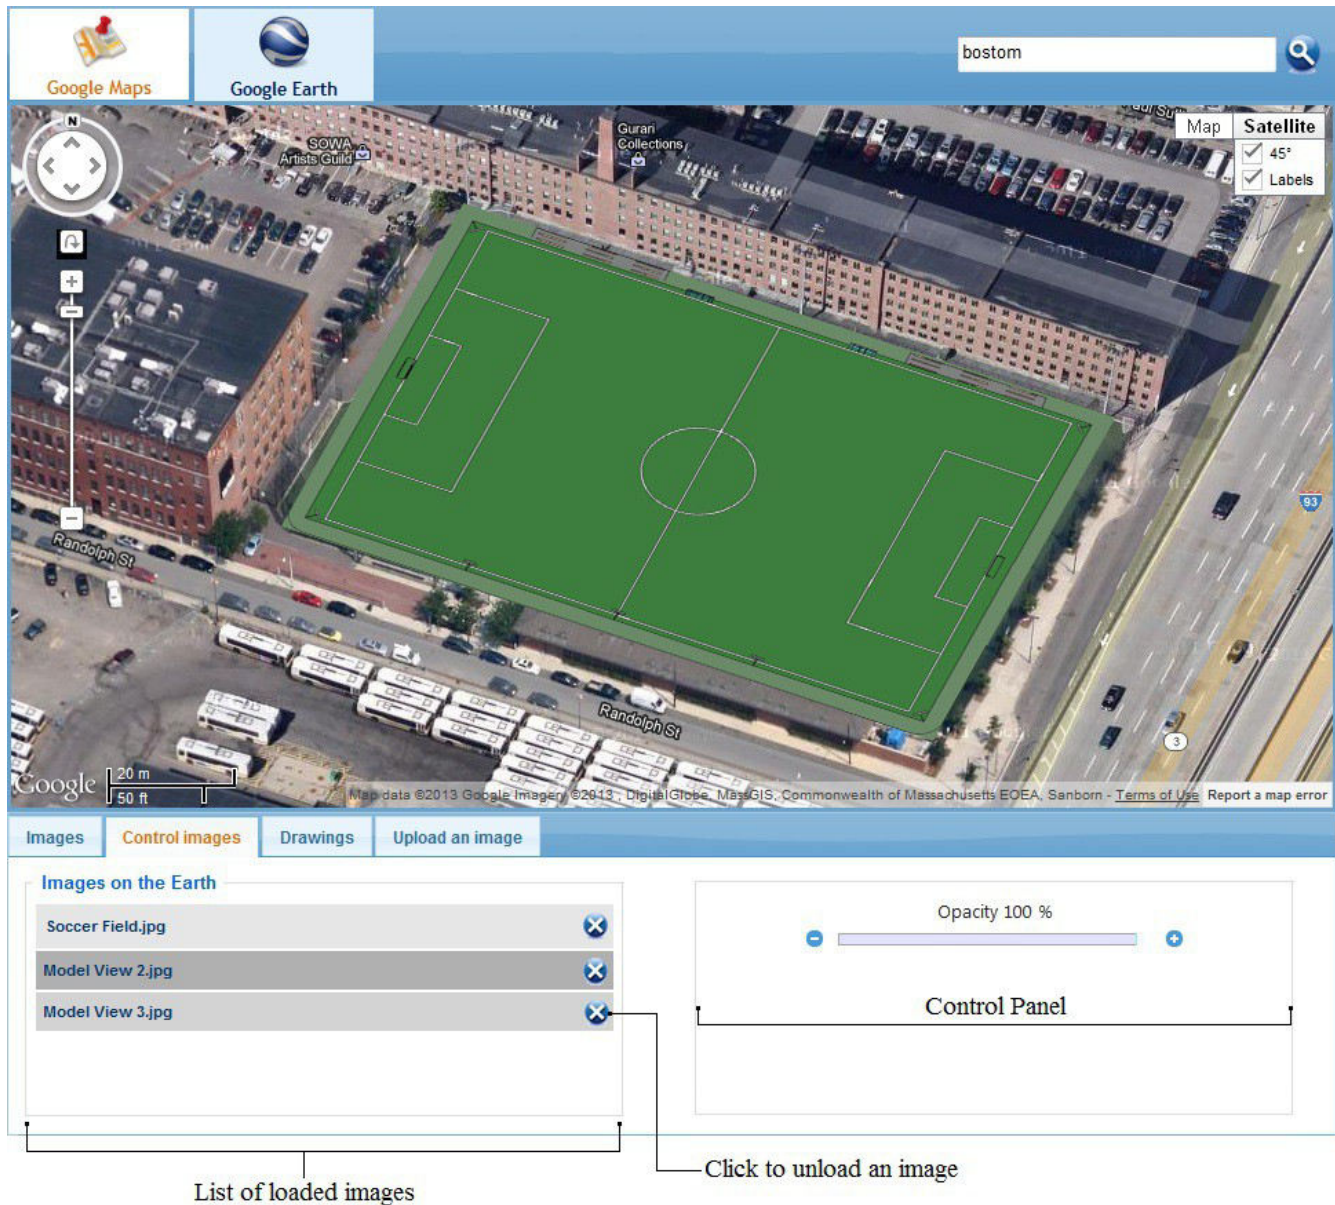 Google Maps
Google Earth
bostom
N
SOWA
Artists Guild
Gurari
Collections
Map
Satellite
45°
Labels
93
Randolph St
Randolph St
3
Google
20 m
50 ft
Map data ©2013 Google Imagery ©2013 , DigitalGlobe, MassGIS, Commonwealth of Massachusetts EOEA, Sanborn - Terms of Use
Report a map error
Images
Control images
Drawings
Upload an image
Images on the Earth
Soccer Field.jpg
Model View 2.jpg
Model View 3.jpg
Opacity 100 %
Control Panel
Click to unload an image
List of loaded images